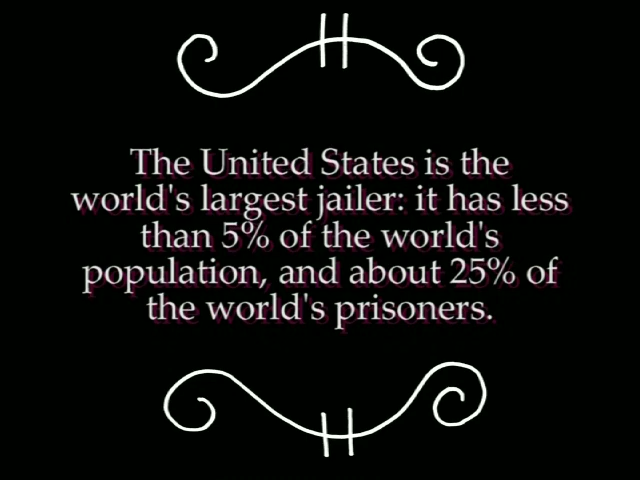 The United States is the
world's largest jailer: it has less
than 5% of the world's
population, and about 25% of
the world's prisoners.